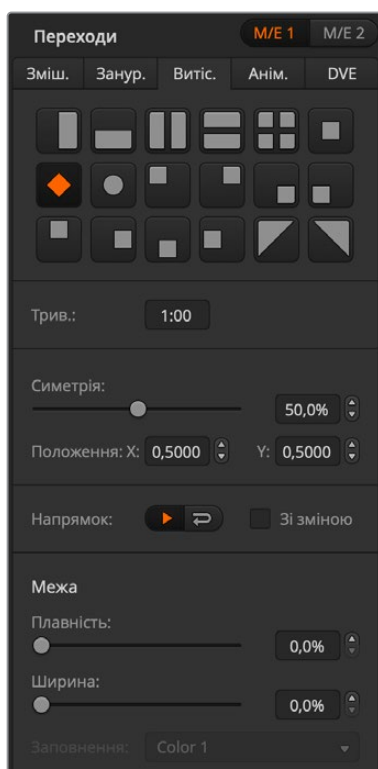 Переходи M/E 1 M/E 2
Зміш. Занур. Витіс. Анім. DVE
Трив.: 1:00
Симетрія:
50,0%
Положення: X: 0,5000 Y: 0,5000
Напрямок: Зі зміною
Межа
Плавність:
0,0%
Ширина:
0,0%
Заповнення: Color 1